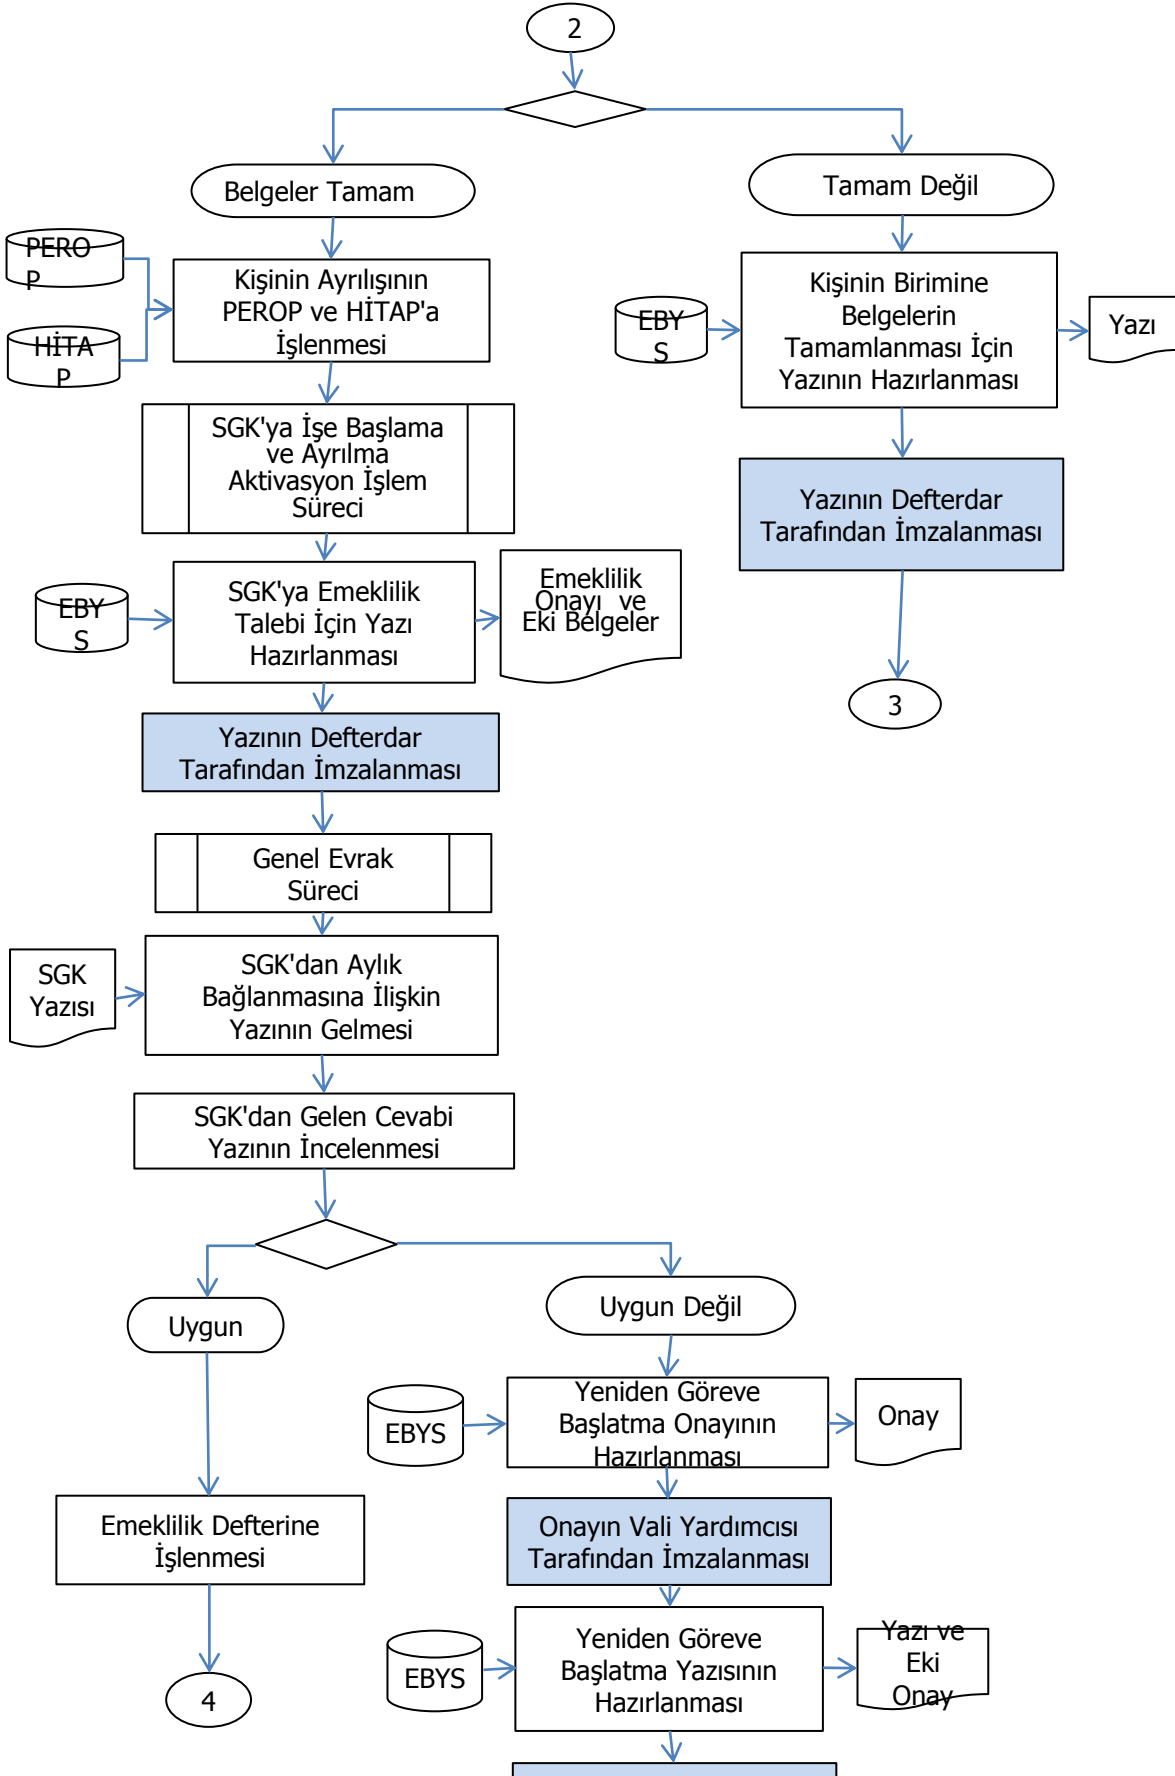 2
Belgeler Tamam
Tamam Değil
PERO
P
HİTA
P
Kişinin Ayrılışının
PEROP ve HİTAP'a
İşlenmesi
EBY
S
Kişinin Birimine
Belgelerin
Tamamlanması İçin
Yazının Hazırlanması
Yazı
SGK'ya İşe Başlama
ve Ayrılma
Aktivasyon İşlem
Süreci
Yazının Defterdar
Tarafından İmzalanması
EBY
S
SGK'ya Emeklilik
Talebi İçin Yazı
Hazırlanması
Emeklilik
Onayı ve
Eki Belgeler
3
Yazının Defterdar
Tarafından İmzalanması
Genel Evrak
Süreci
SGK
Yazısı
SGK'dan Aylık
Bağlanmasına İlişkin
Yazının Gelmesi
SGK'dan Gelen Cevabi
Yazının İncelenmesi
Uygun
Uygun Değil
EBYS
Yeniden Göreve
Başlatma Onayının
Hazırlanması
Onay
Emeklilik Defterine
İşlenmesi
Onayın Vali Yardımcısı
Tarafından İmzalanması
4
EBYS
Yeniden Göreve
Başlatma Yazısının
Hazırlanması
Yazı ve
Eki
Onay